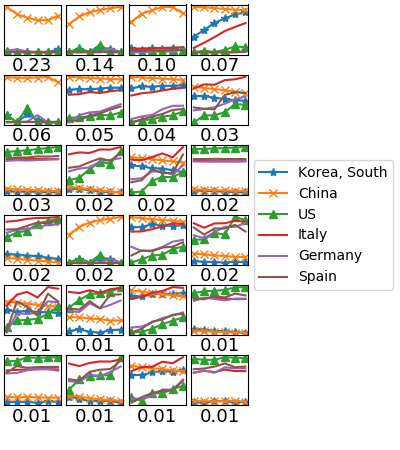 0.23 0.14 0.10 0.07
0.06 0.05 0.04 0.03
0.03 0.02 0.02 0.02
0.02 0.02 0.02 0.02
0.01 0.01 0.01 0.01
0.01 0.01 0.01 0.01
Korea, South
China
US
Italy
Germany
Spain